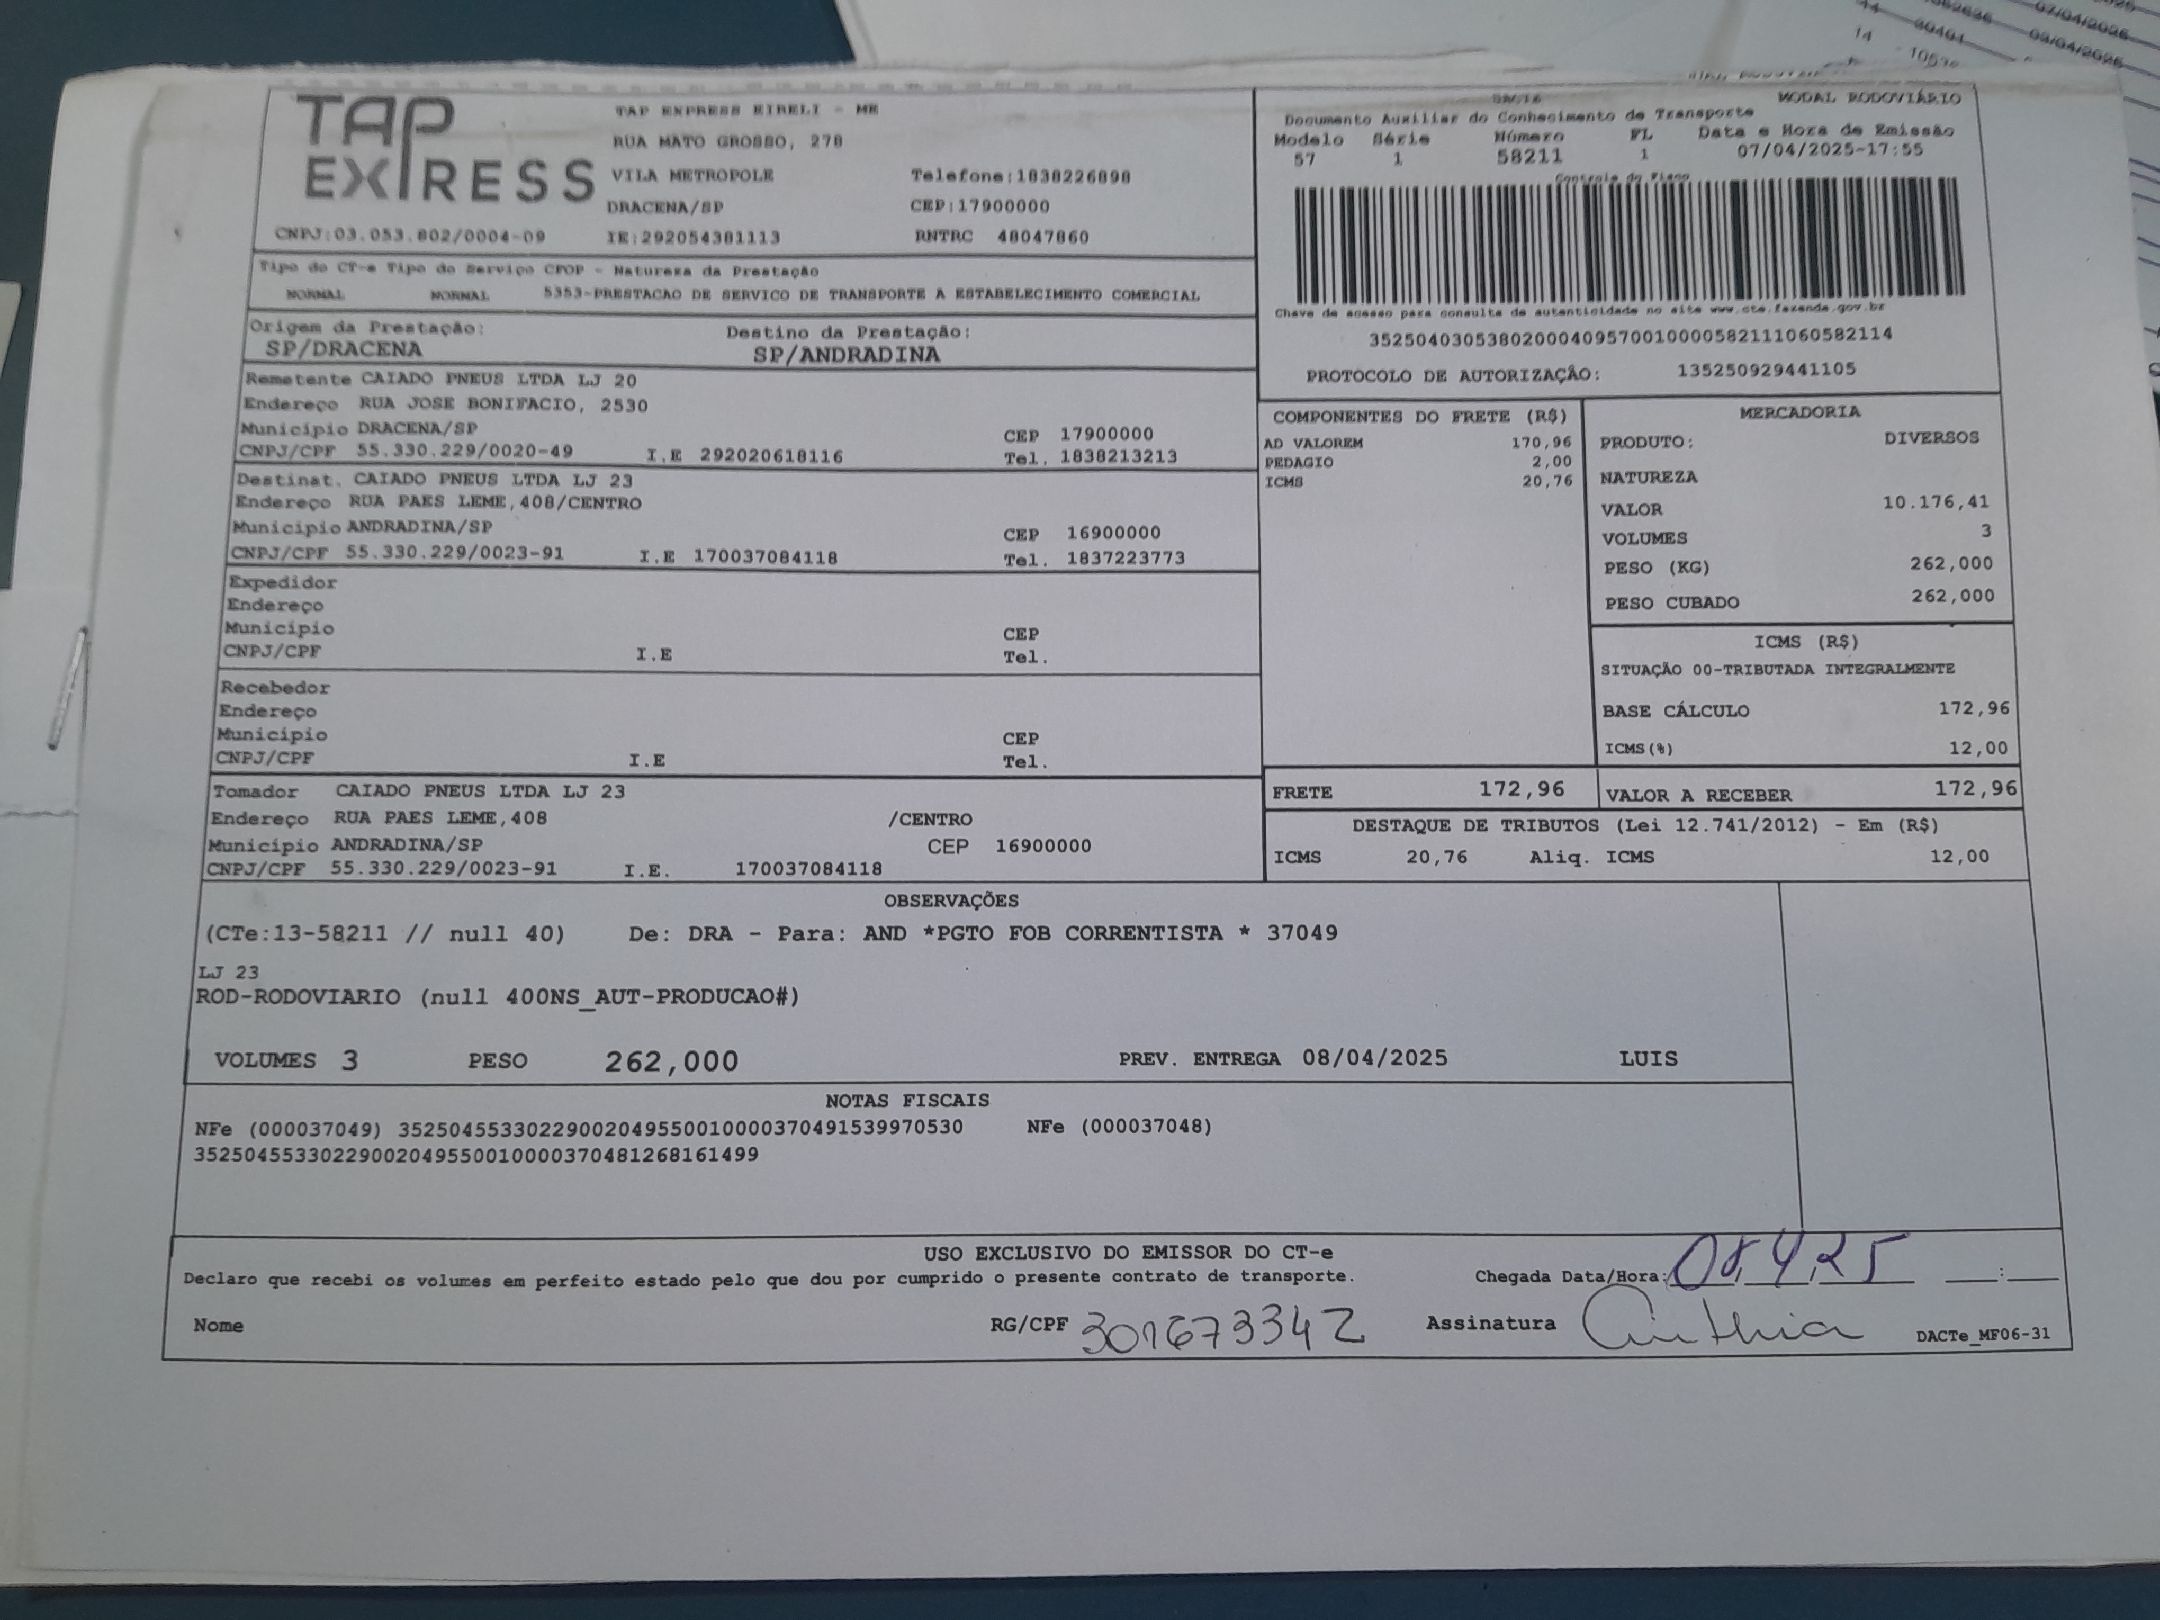 TAP EXPRESS
TAP EXPRESS EIRELI - ME
RUA MATO GROSSO, 278
VILA METROPOLE Telefone:1838226898
DRACENA/SP CEP:17900000
CNPJ:03.053.802/0004-09 IE:292054381113 RNTRC 48047860
DACTE MODAL RODOVIÁRIO
Documento Auxiliar do Conhecimento de Transporte
Modelo Série Número FL Data e Hora de Emissão
57 1 58211 1 07/04/2025-17:55
Controle do Fisco
Chave de acesso para consulta de autenticidade no site www.cte.fazenda.gov.br
35250403053802000409570010000582111060582114
PROTOCOLO DE AUTORIZAÇÃO: 135250929441105
Tipo do CT-e Tipo do Serviço CFOP - Natureza da Prestação
NORMAL NORMAL 5353-PRESTACAO DE SERVICO DE TRANSPORTE A ESTABELECIMENTO COMERCIAL
Origem da Prestação: Destino da Prestação:
SP/DRACENA SP/ANDRADINA
Remetente CAIADO PNEUS LTDA LJ 20
Endereço RUA JOSE BONIFACIO, 2530
Município DRACENA/SP CEP 17900000
CNPJ/CPF 55.330.229/0020-49 I.E 292020618116 Tel. 1838213213
Destinat. CAIADO PNEUS LTDA LJ 23
Endereço RUA PAES LEME,408/CENTRO
Município ANDRADINA/SP CEP 16900000
CNPJ/CPF 55.330.229/0023-91 I.E 170037084118 Tel. 1837223773
Expedidor
Endereço
Município CEP
CNPJ/CPF I.E Tel.
Recebedor
Endereço
Município CEP
CNPJ/CPF I.E Tel.
Tomador CAIADO PNEUS LTDA LJ 23
Endereço RUA PAES LEME,408 /CENTRO
Município ANDRADINA/SP CEP 16900000
CNPJ/CPF 55.330.229/0023-91 I.E. 170037084118
COMPONENTES DO FRETE (R$)
AD VALOREM 170,96
PEDAGIO 2,00
ICMS 20,76
MERCADORIA
PRODUTO: DIVERSOS
NATUREZA
VALOR 10.176,41
VOLUMES 3
PESO (KG) 262,000
PESO CUBADO 262,000
ICMS (R$)
SITUAÇÃO 00-TRIBUTADA INTEGRALMENTE
BASE CÁLCULO 172,96
ICMS(%) 12,00
FRETE 172,96 VALOR A RECEBER 172,96
DESTAQUE DE TRIBUTOS (Lei 12.741/2012) - Em (R$)
ICMS 20,76 Aliq. ICMS 12,00
OBSERVAÇÕES
(CTe:13-58211 // null 40) De: DRA - Para: AND *PGTO FOB CORRENTISTA * 37049
LJ 23
ROD-RODOVIARIO (null 400NS_AUT-PRODUCAO#)
VOLUMES 3 PESO 262,000 PREV. ENTREGA 08/04/2025 LUIS
NOTAS FISCAIS
NFe (000037049) 35250455330229002049550010000370491539970530 NFe (000037048)
35250455330229002049550010000370481268161499
USO EXCLUSIVO DO EMISSOR DO CT-e
Declaro que recebi os volumes em perfeito estado pelo que dou por cumprido o presente contrato de transporte. Chegada Data/Hora: 08,4,25 __:__
Nome RG/CPF 301673342 Assinatura Cinthia DACTe_MF06-31
07/04/2026
09/04/2026
14
30401